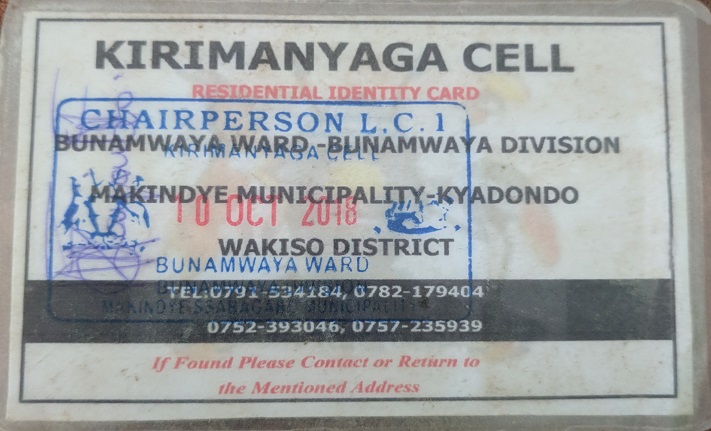 KIRIMANYAGA CELL
RESIDENTIAL IDENTITY CARD
CHAIRPERSON L.C.1
BUNAMWAYA WARD -BUNAMWAYA DIVISION
KIRIMANYAGA CELL
MAKINDYE MUNICIPALITY-KYADONDO
10 OCT 2018
WAKISO DISTRICT
BUNAMWAYA WARD
TEL:0791-534184, 0782-179404
0752-393046, 0757-235939
If Found Please Contact or Return to
the Mentioned Address